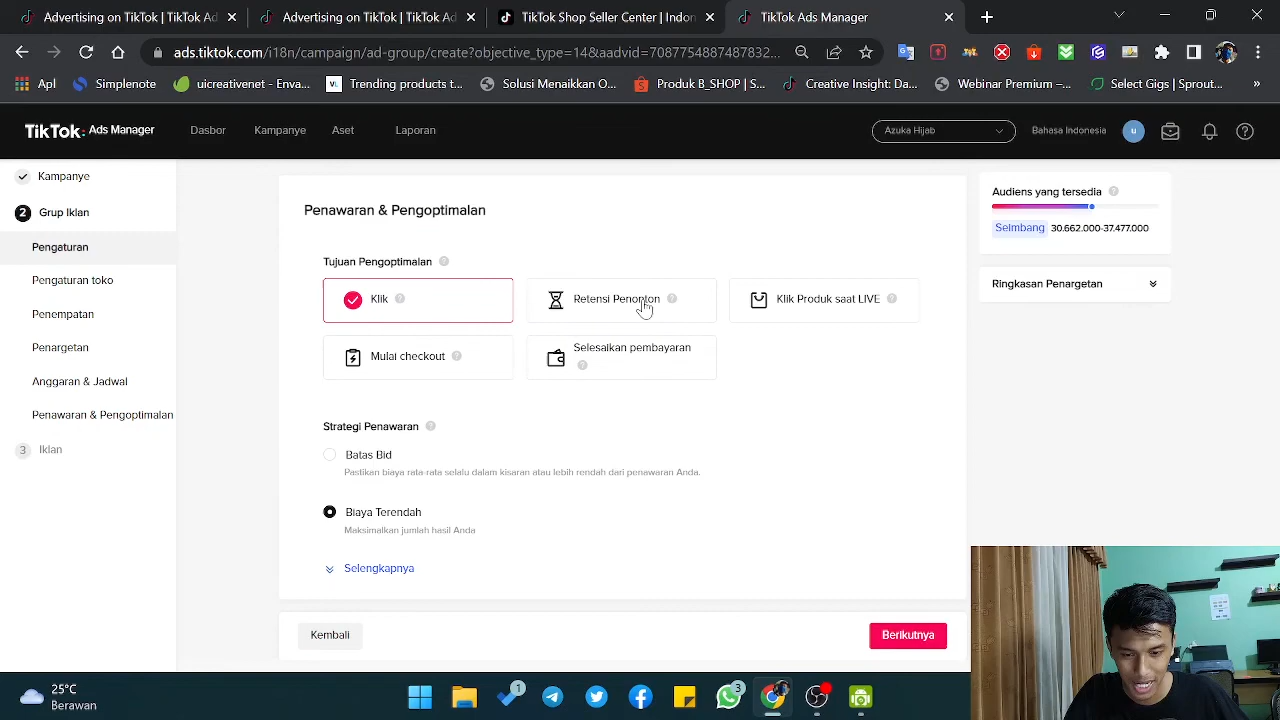 Advertising on TikTok | TikTok Ad
Advertising on TikTok | TikTok Ad
TikTok Shop Seller Center | Indon
TikTok Ads Manager
ads.tiktok.com/i18n/campaign/ad-group/create?objective_type=14&aadvid=7087754887487832...
Apl
Simplenote
uicreativenet - Enva...
VL
Trending products t...
Solusi Menaikkan O...
Produk B_SHOP | S...
Creative Insight: Da...
Webinar Premium –...
Select Gigs | Sprout...
»
TikTok: Ads Manager
Dasbor
Kampanye
Aset
Laporan
Azuka Hijab
Bahasa Indonesia
u
Kampanye
2 Grup Iklan
Pengaturan
Pengaturan toko
Penempatan
Penargetan
Anggaran & Jadwal
Penawaran & Pengoptimalan
3 Iklan
Penawaran & Pengoptimalan
Tujuan Pengoptimalan
Klik
Retensi Penonton
Klik Produk saat LIVE
Mulai checkout
Selesaikan pembayaran
Strategi Penawaran
Batas Bid
Pastikan biaya rata-rata selalu dalam kisaran atau lebih rendah dari penawaran Anda.
Biaya Terendah
Maksimalkan jumlah hasil Anda
Selengkapnya
Kembali
Berikutnya
Audiens yang tersedia
Seimbang 30.662.000-37.477.000
Ringkasan Penargetan
25°C
Berawan
1
3